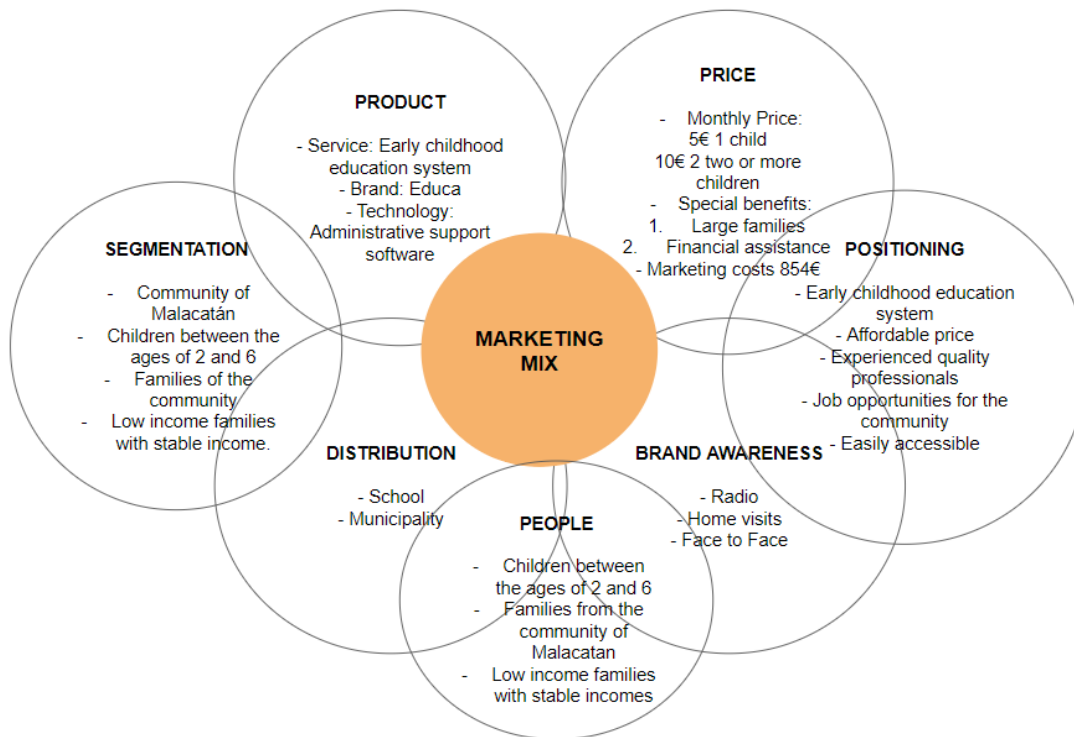 PRODUCT
- Service: Early childhood
education system
- Brand: Educa
- Technology:
Administrative support
software
PRICE
- Monthly Price:
5€ 1 child
10€ 2 two or more
children
- Special benefits:
1. Large families
2. Financial assistance
- Marketing costs 854€
SEGMENTATION
- Community of
Malacatán
- Children between the
ages of 2 and 6
- Families of the
community
- Low income families
with stable income.
MARKETING
MIX
POSITIONING
- Early childhood education
system
- Affordable price
- Experienced quality
professionals
- Job opportunities for the
community
- Easily accessible
DISTRIBUTION
- School
- Municipality
BRAND AWARENESS
- Radio
- Home visits
- Face to Face
PEOPLE
- Children between
the ages of 2 and 6
- Families from the
community of
Malacatan
- Low income families
with stable incomes